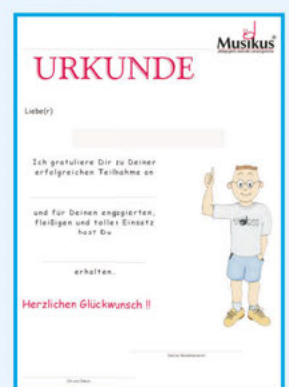 Musikus
URKUNDE
Liebe(r)
Ich gratuliere Dir zu Deiner
erfolgreichen Teilnahme an
und für Deinen engagierten,
fleißigen und tollen Einsatz
hast Du
erhalten.
Herzlichen Glückwunsch !!